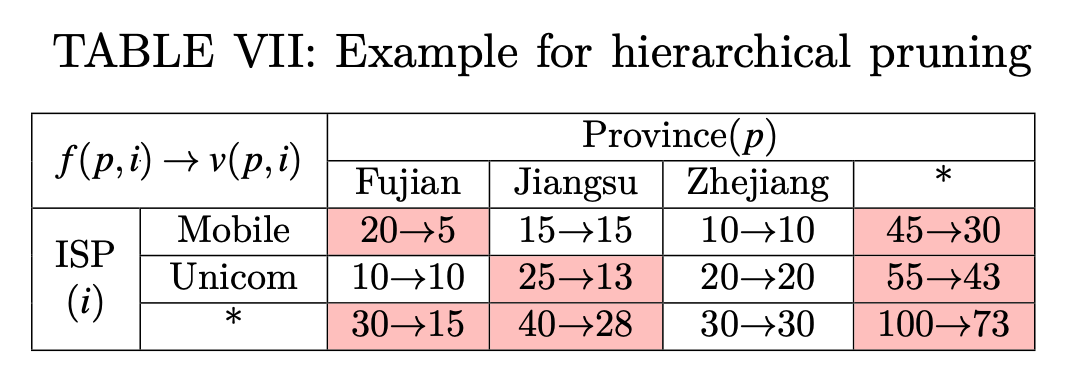 TABLE VII: Example for hierarchical pruning
f(p,i)→v(p,i) Province(p)
Fujian Jiangsu Zhejiang *
ISP (i) Mobile 20→5 15→15 10→10 45→30
Unicom 10→10 25→13 20→20 55→43
* 30→15 40→28 30→30 100→73